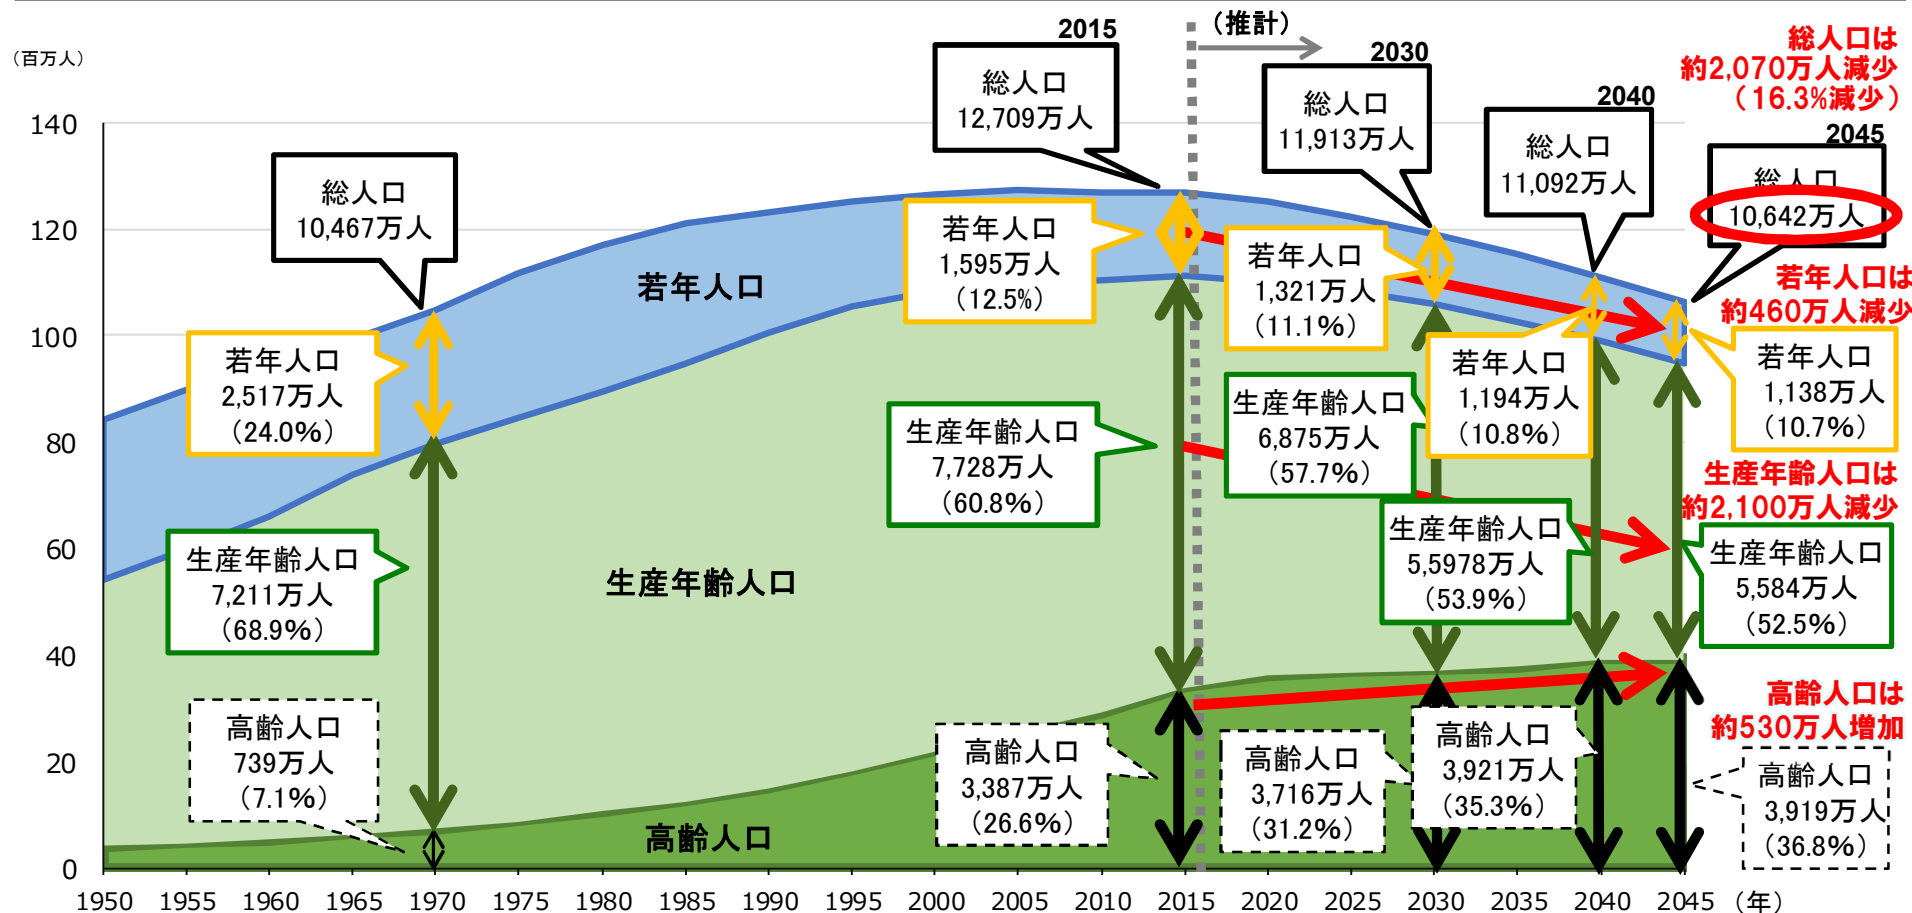 （百万人）
（推計）
総人口は
約2,070万人減少
（16.3%減少）
2015
総人口
12,709万人
2030
総人口
11,913万人
2040
総人口
11,092万人
2045
総人口
10,642万人
総人口
10,467万人
若年人口
2,517万人
（24.0%）
若年人口
若年人口
1,595万人
（12.5%）
若年人口
1,321万人
（11.1%）
若年人口
1,194万人
（10.8%）
若年人口は
約460万人減少
若年人口
1,138万人
（10.7%）
生産年齢人口
7,211万人
（68.9%）
生産年齢人口
生産年齢人口
7,728万人
（60.8%）
生産年齢人口
6,875万人
（57.7%）
生産年齢人口
5,5978万人
（53.9%）
生産年齢人口は
約2,100万人減少
生産年齢人口
5,584万人
（52.5%）
高齢人口
739万人
（7.1%）
高齢人口
高齢人口
3,387万人
（26.6%）
高齢人口
3,716万人
（31.2%）
高齢人口
3,921万人
（35.3%）
高齢人口は
約530万人増加
高齢人口
3,919万人
（36.8%）
140
120
100
80
60
40
20
0
1950 1955 1960 1965 1970 1975 1980 1985 1990 1995 2000 2005 2010 2015 2020 2025 2030 2035 2040 2045 （年）